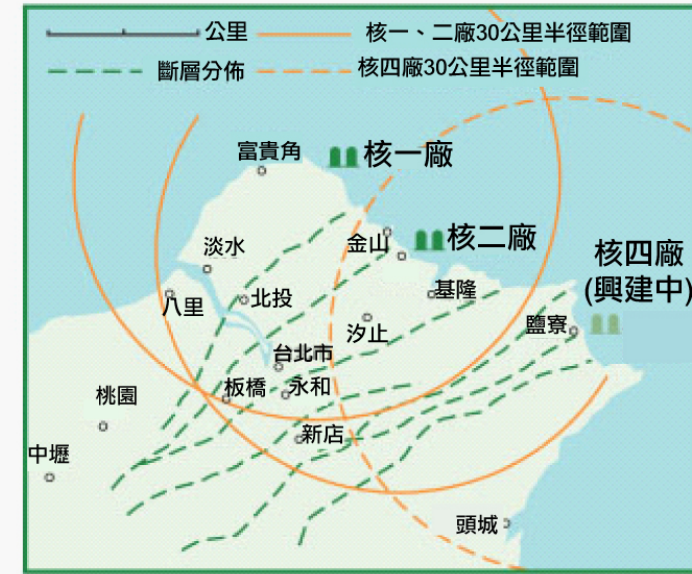 公里
核一、二廠30公里半徑範圍
斷層分佈
核四廠30公里半徑範圍
富貴角
核一廠
淡水
金山
核二廠
核四廠
(興建中)
八里
北投
基隆
汐止
鹽寮
台北市
桃園
板橋
永和
新店
中壢
頭城